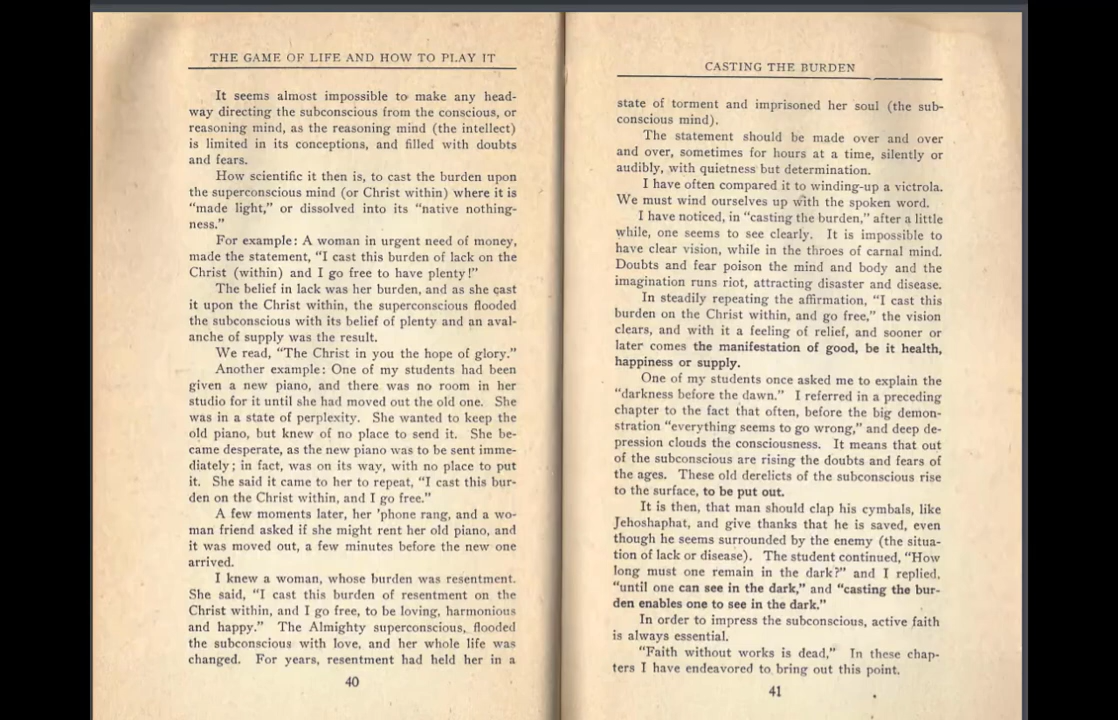 THE GAME OF LIFE AND HOW TO PLAY IT
It seems almost impossible to make any head-
way directing the subconscious from the conscious, or
reasoning mind, as the reasoning mind (the intellect)
is limited in its conceptions, and filled with doubts
and fears.
How scientific it then is, to cast the burden upon
the superconscious mind (or Christ within) where it is
"made light," or dissolved into its "native nothing-
ness."
For example: A woman in urgent need of money,
made the statement, "I cast this burden of lack on the
Christ (within) and I go free to have plenty!"
The belief in lack was her burden, and as she cast
it upon the Christ within, the superconscious flooded
the subconscious with its belief of plenty and an aval-
anche of supply was the result.
We read, "The Christ in you the hope of glory."
Another example: One of my students had been
given a new piano, and there was no room in her
studio for it until she had moved out the old one. She
was in a state of perplexity. She wanted to keep the
old piano, but knew of no place to send it. She be-
came desperate, as the new piano was to be sent imme-
diately; in fact, was on its way, with no place to put
it. She said it came to her to repeat, "I cast this bur-
den on the Christ within, and I go free."
A few moments later, her 'phone rang, and a wo-
man friend asked if she might rent her old piano, and
it was moved out, a few minutes before the new one
arrived.
I knew a woman, whose burden was resentment.
She said, "I cast this burden of resentment on the
Christ within, and I go free, to be loving, harmonious
and happy." The Almighty superconscious, flooded
the subconscious with love, and her whole life was
changed. For years, resentment had held her in a
40
CASTING THE BURDEN
state of torment and imprisoned her soul (the sub-
conscious mind).
The statement should be made over and over
and over, sometimes for hours at a time, silently or
audibly, with quietness but determination.
I have often compared it to winding-up a victrola.
We must wind ourselves up with the spoken word.
I have noticed, in "casting the burden," after a little
while, one seems to see clearly. It is impossible to
have clear vision, while in the throes of carnal mind.
Doubts and fear poison the mind and body and the
imagination runs riot, attracting disaster and disease.
In steadily repeating the affirmation, "I cast this
burden on the Christ within, and go free," the vision
clears, and with it a feeling of relief, and sooner or
later comes the manifestation of good, be it health,
happiness or supply.
One of my students once asked me to explain the
"darkness before the dawn." I referred in a preceding
chapter to the fact that often, before the big demon-
stration "everything seems to go wrong," and deep de-
pression clouds the consciousness. It means that out
of the subconscious are rising the doubts and fears of
the ages. These old derelicts of the subconscious rise
to the surface, to be put out.
It is then, that man should clap his cymbals, like
Jehoshaphat, and give thanks that he is saved, even
though he seems surrounded by the enemy (the situa-
tion of lack or disease). The student continued, "How
long must one remain in the dark?" and I replied,
"until one can see in the dark," and "casting the bur-
den enables one to see in the dark."
In order to impress the subconscious, active faith
is always essential.
"Faith without works is dead," In these chap-
ters I have endeavored to bring out this point.
41